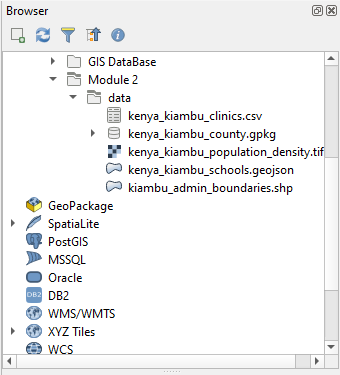 Browser
GIS DataBase
Module 2
data
kenya_kiambu_clinics.csv
kenya_kiambu_county.gpkg
kenya_kiambu_population_density.tif
kenya_kiambu_schools.geojson
kiambu_admin_boundaries.shp
GeoPackage
SpatiaLite
PostGIS
MSSQL
Oracle
DB2 DB2
WMS/WMTS
XYZ Tiles
WCS